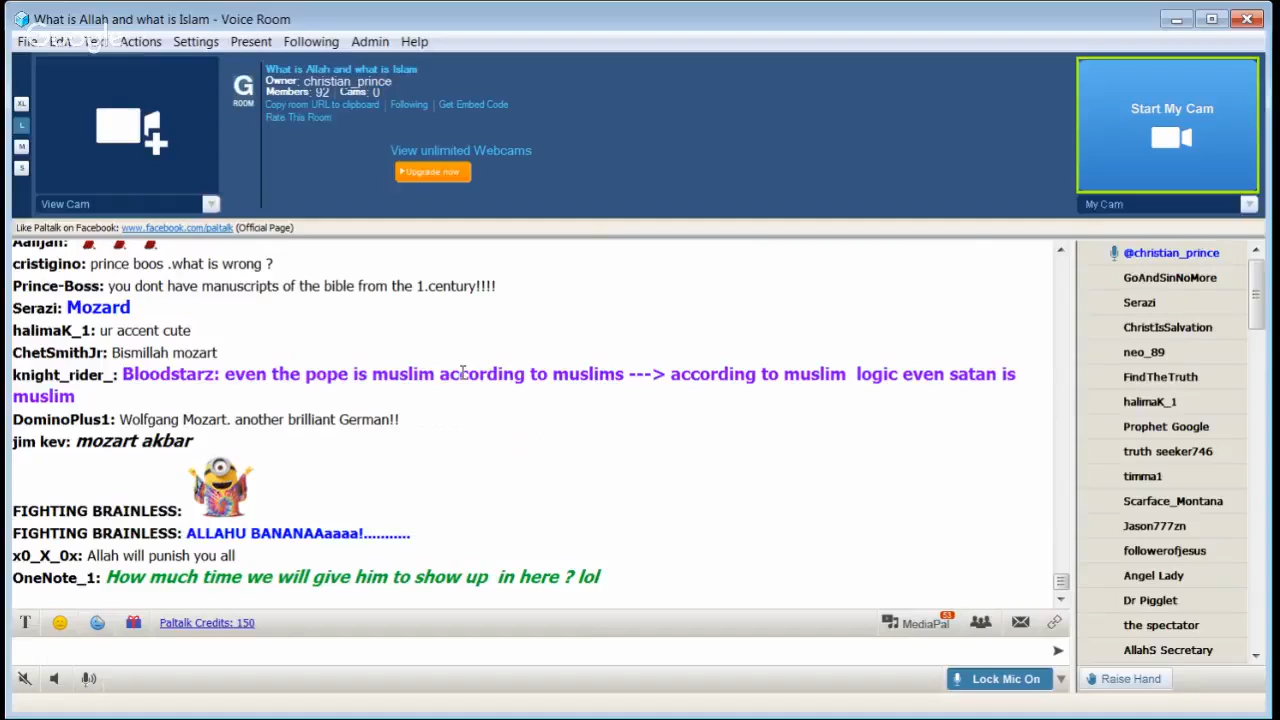 What is Allah and what is Islam - Voice Room
Google
File Edit Text Actions Settings Present Following Admin Help
XL
L
M
S
G
ROOM
What is Allah and what is Islam
Owner: christian_prince
Members: 92 Cams: 0
Copy room URL to clipboard | Following | Get Embed Code
Rate This Room
View unlimited Webcams
Upgrade now
Start My Cam
View Cam
My Cam
Like Paltalk on Facebook: www.facebook.com/paltalk (Official Page)
Aalijah:
cristigino: prince boos .what is wrong ?
Prince-Boss: you dont have manuscripts of the bible from the 1.century!!!!
Serazi: Mozard
halimaK_1: ur accent cute
ChetSmithJr: Bismillah mozart
knight_rider_: Bloodstarz: even the pope is muslim according to muslims ---> according to muslim logic even satan is
muslim
DominoPlus1: Wolfgang Mozart. another brilliant German!!
jim kev: mozart akbar
FIGHTING BRAINLESS:
FIGHTING BRAINLESS: ALLAHU BANANAAaaaa!...........
x0_X_0x: Allah will punish you all
OneNote_1: How much time we will give him to show up in here ? lol
@christian_prince
GoAndSinNoMore
Serazi
ChristIsSalvation
neo_89
FindTheTruth
halimaK_1
Prophet Google
truth seeker746
timma1
Scarface_Montana
Jason777zn
followerofjesus
Angel Lady
Dr Pigglet
the spectator
AllahS Secretary
T
Paltalk Credits: 150
MediaPal
53
Lock Mic On
Raise Hand